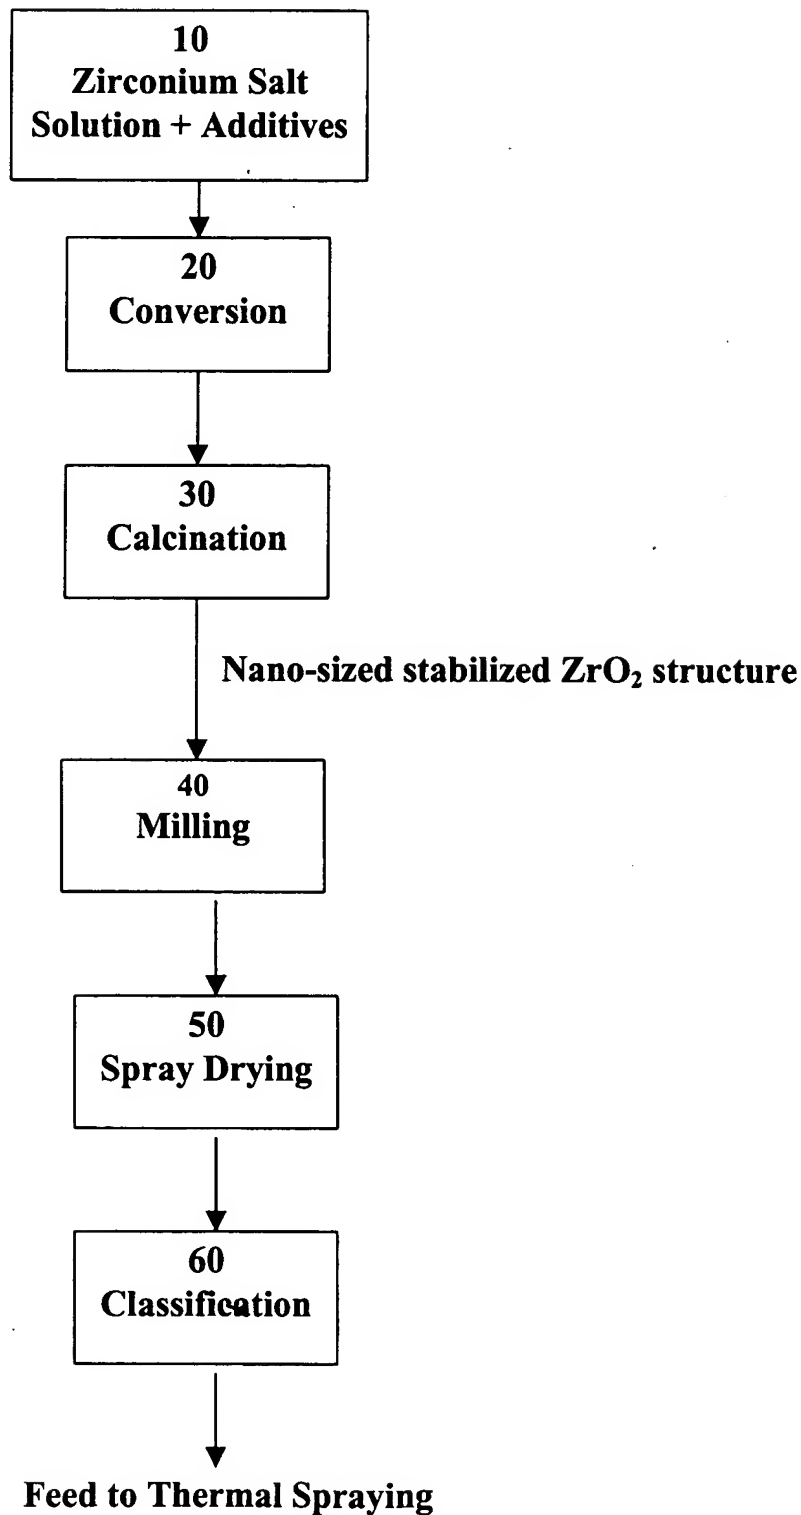 10
Zirconium Salt
Solution + Additives
20
Conversion
30
Calcination
Nano-sized stabilized ZrO₂ structure
40
Milling
50
Spray Drying
60
Classification
Feed to Thermal Spraying